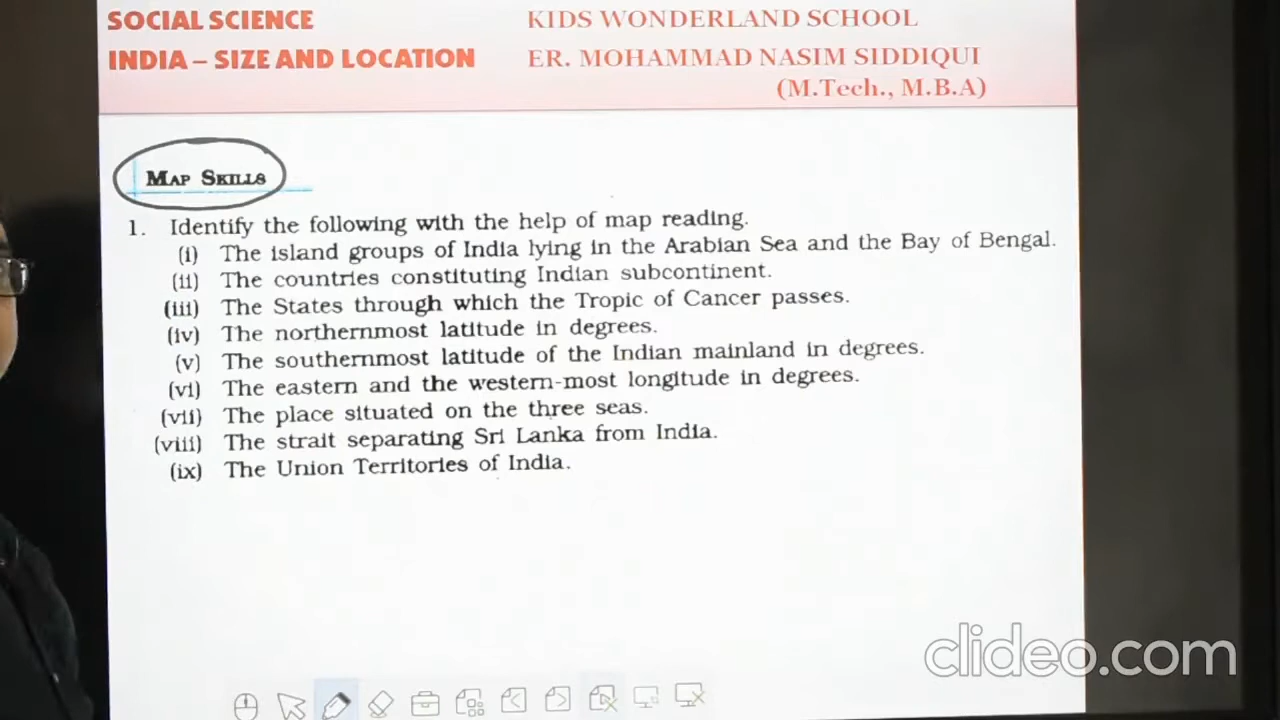 SOCIAL SCIENCE
KIDS WONDERLAND SCHOOL
INDIA – SIZE AND LOCATION
ER. MOHAMMAD NASIM SIDDIQUI
(M.Tech., M.B.A)
MAP SKILLS
1. Identify the following with the help of map reading.
(i) The island groups of India lying in the Arabian Sea and the Bay of Bengal.
(ii) The countries constituting Indian subcontinent.
(iii) The States through which the Tropic of Cancer passes.
(iv) The northernmost latitude in degrees.
(v) The southernmost latitude of the Indian mainland in degrees.
(vi) The eastern and the western-most longitude in degrees.
(vii) The place situated on the three seas.
(viii) The strait separating Sri Lanka from India.
(ix) The Union Territories of India.
clideo.com